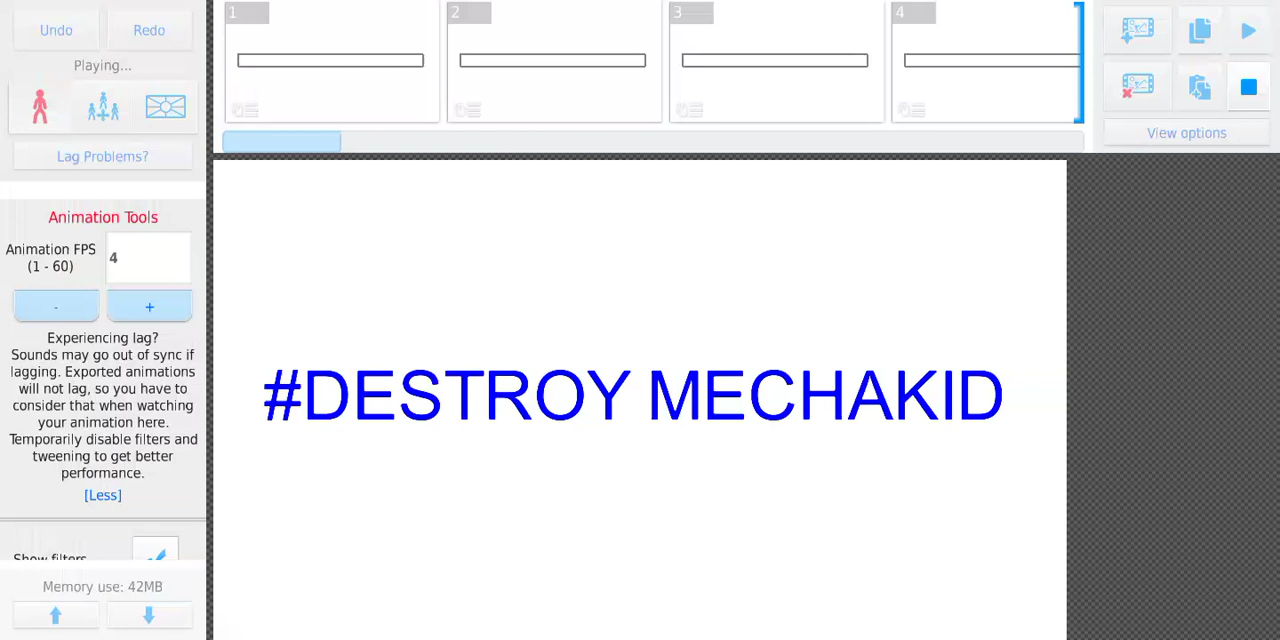 Undo
Redo
Playing...
Lag Problems?
Animation Tools
Animation FPS
(1 - 60)
4
-
+
Experiencing lag?
Sounds may go out of sync if
lagging. Exported animations
will not lag, so you have to
consider that when watching
your animation here.
Temporarily disable filters and
tweening to get better
performance.
[Less]
Show filters
Memory use: 42MB
1
2
3
4
View options
#DESTROY MECHAKID